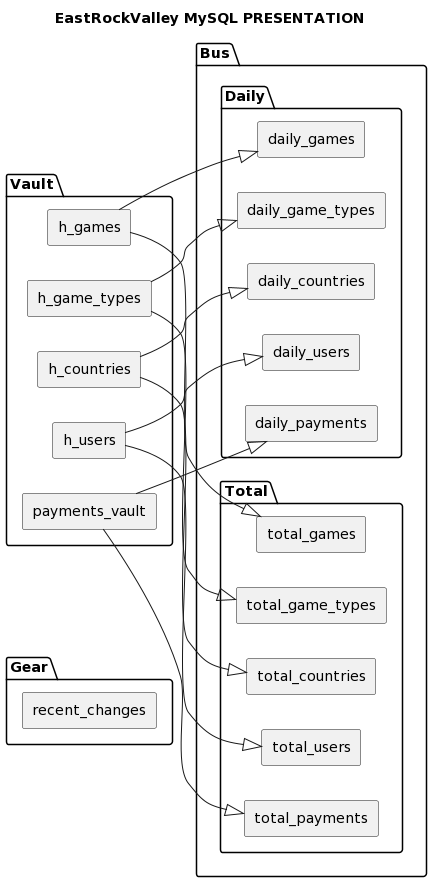 EastRockValley MySQL PRESENTATION
Bus
Daily
daily_games
daily_game_types
daily_countries
daily_users
daily_payments
Vault
h_games
h_game_types
h_countries
h_users
payments_vault
Total
total_games
total_game_types
total_countries
total_users
total_payments
Gear
recent_changes